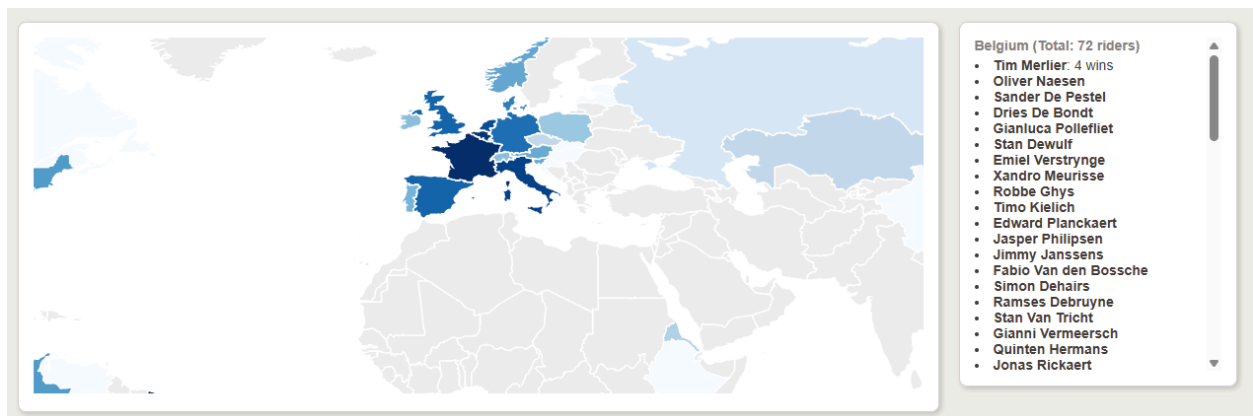 Belgium (Total: 72 riders)
Tim Merlier: 4 wins
Oliver Naesen
Sander De Pestel
Dries De Bondt
Gianluca Pollefliet
Stan Dewulf
Emiel Verstrynge
Xandro Meurisse
Robbe Ghys
Timo Kielich
Edward Planckaert
Jasper Philipsen
Jimmy Janssens
Fabio Van den Bossche
Simon Dehairs
Ramses Debruyne
Stan Van Tricht
Gianni Vermeersch
Quinten Hermans
Jonas Rickaert